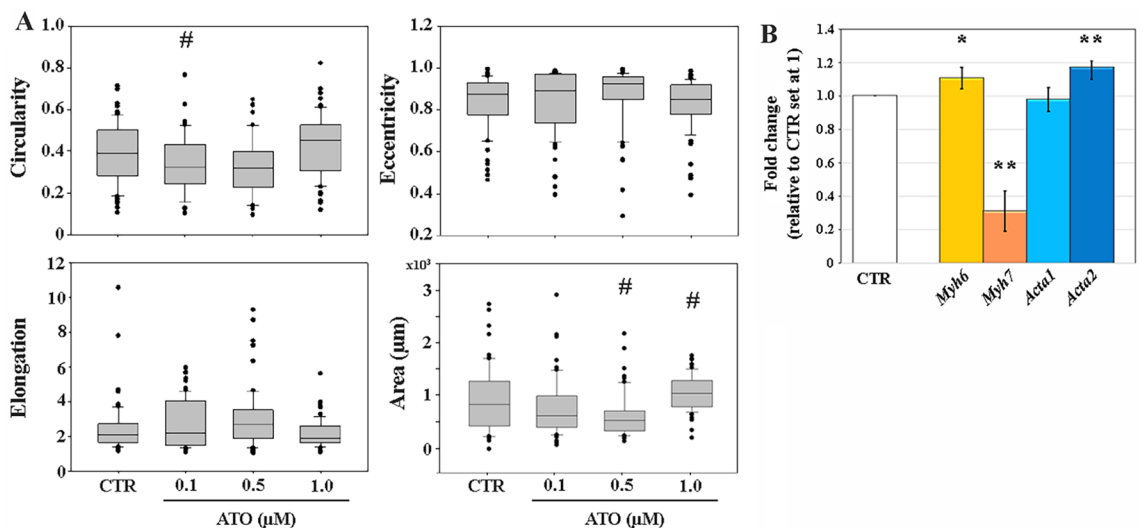 A
Circularity
1.0
0.8
0.6
0.4
0.2
0
#
Eccentricity
1.2
1.0
0.8
0.6
0.4
0.2
Elongation
12
10
8
6
4
2
0
CTR
0.1
0.5
1.0
ATO (µM)
Area (µm)
x10³
3
2
1
0
#
#
CTR
0.1
0.5
1.0
ATO (µM)
B
Fold change
(relative to CTR set at 1)
1.4
1.2
1.0
0.8
0.6
0.4
0.2
0
*
**
**
CTR
Myh6
Myh7
Acta1
Acta2